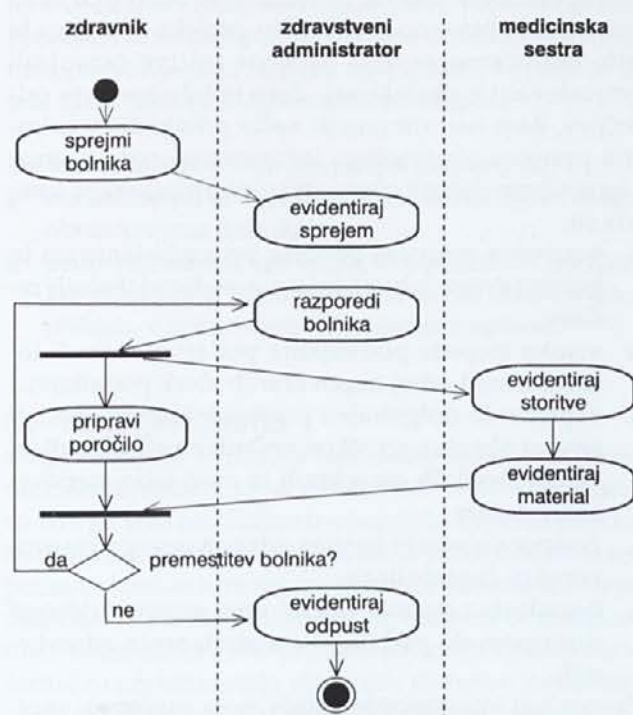 zdravnik
zdravstveni
administrator
medicinska
sestra
sprejmi
bolnika
evidentiraj
sprejem
razporedi
bolnika
evidentiraj
storitve
pripravi
poročilo
evidentiraj
material
da
premestitev bolnika?
ne
evidentiraj
odpust